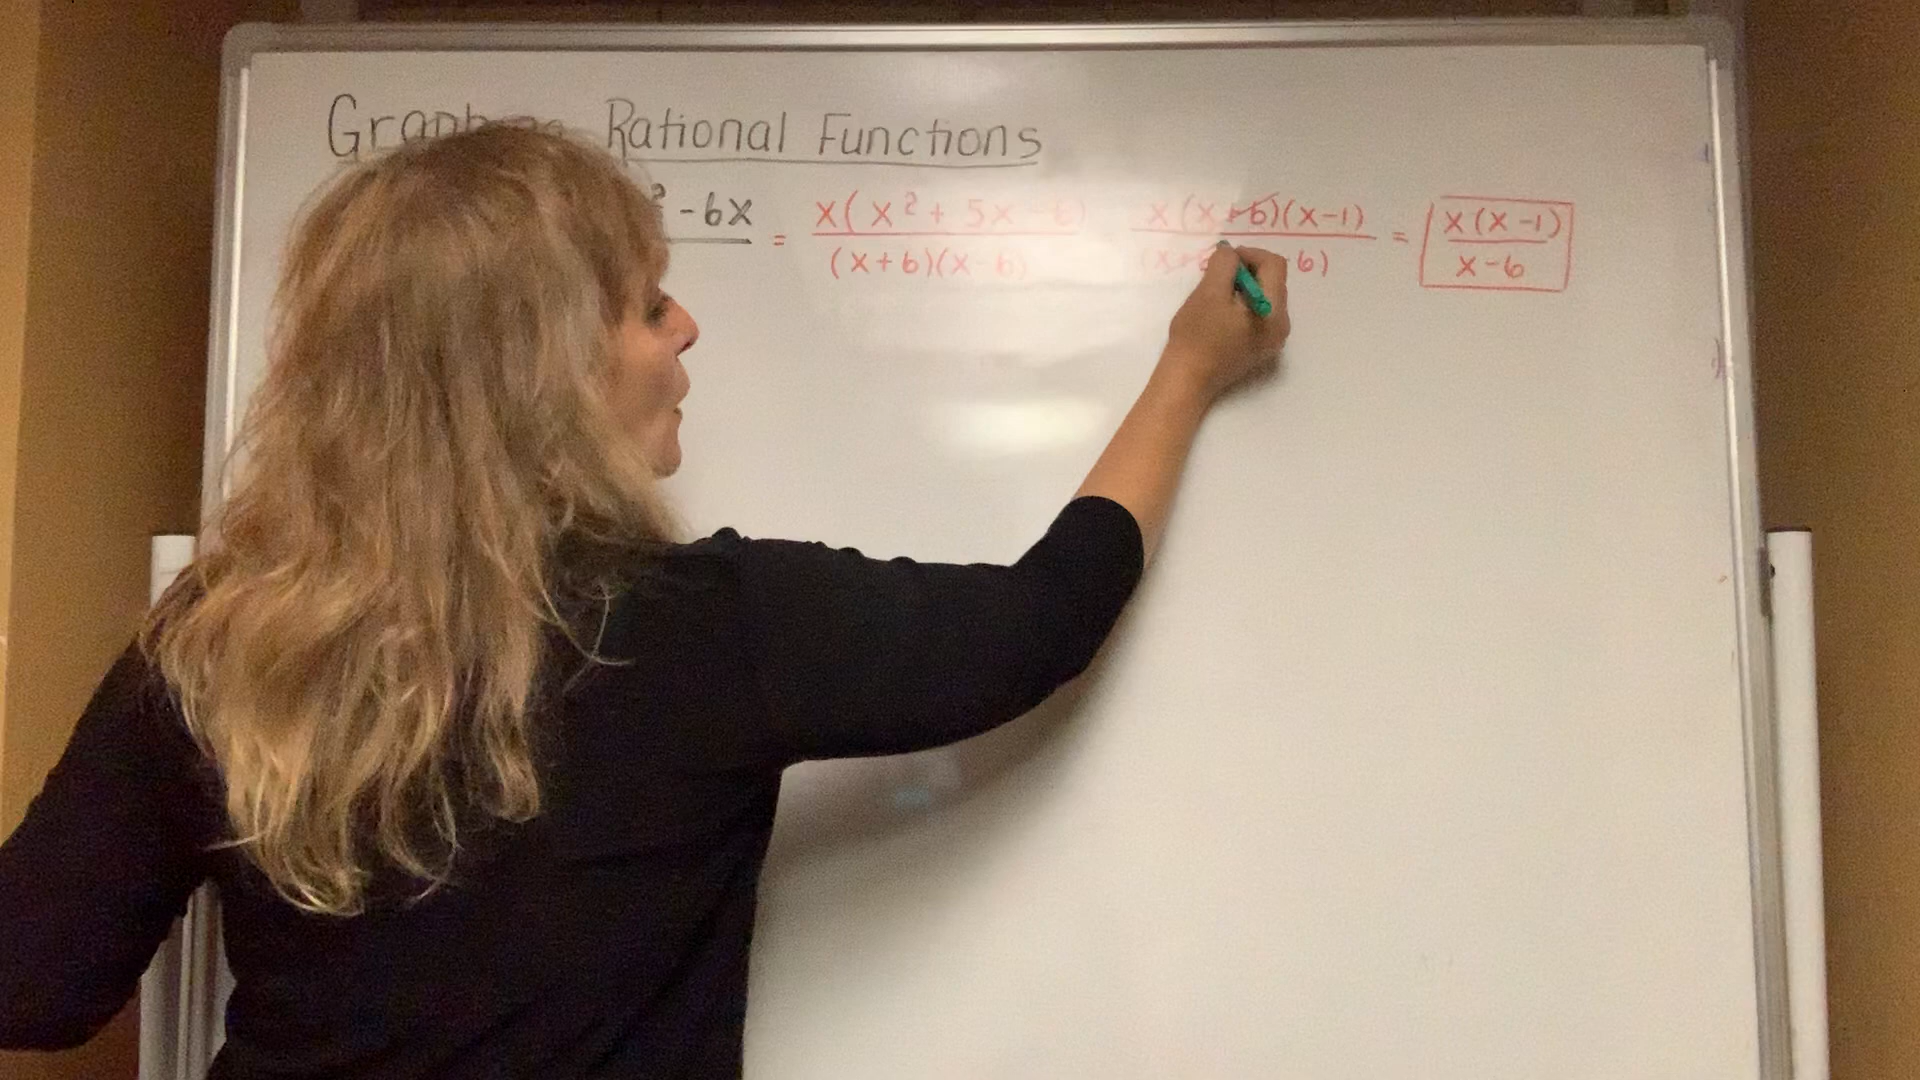 Graphing Rational Functions
² - 6x = x(x² + 5x - 6) x(x+6)(x-1) = x(x-1)
(x+6)(x-6) (x+6) -6) x-6